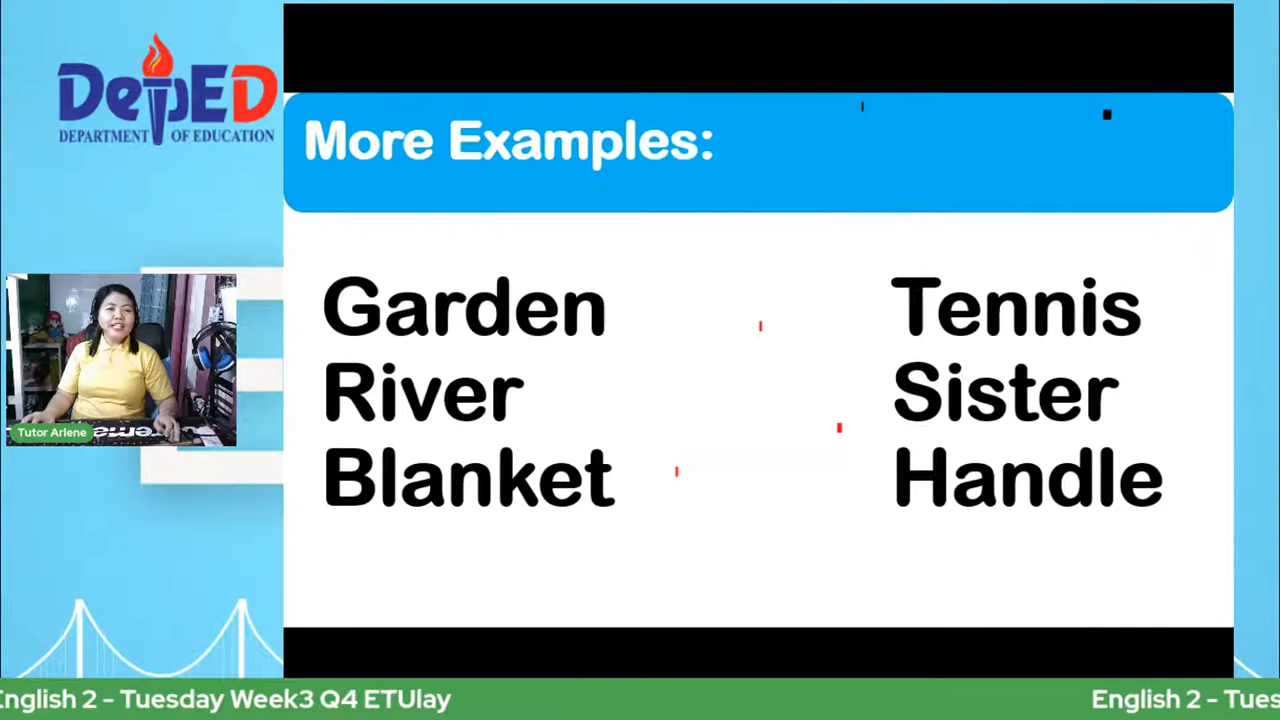 DepED
DEPARTMENT OF EDUCATION
More Examples:
Garden
River
Blanket
Tennis
Sister
Handle
Tutor Arlene
English 2 - Tuesday Week3 Q4 ETUlay
English 2 - Tues